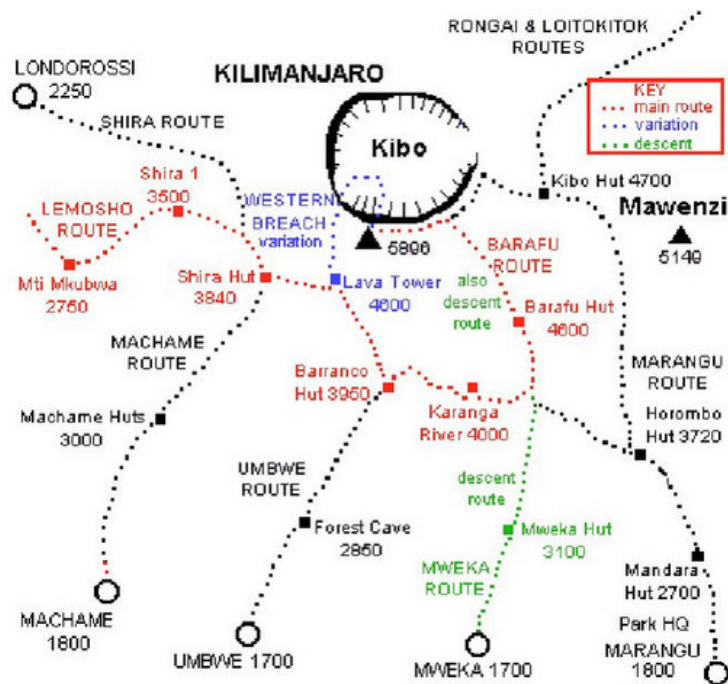 RONGAI & LOITOKITOK
ROUTES
LONDOROSSI
2250
KILIMANJARO
KEY
main route
variation
descent
SHIRA ROUTE
Kibo
Shira 1
3500
Kibo Hut 4700
WESTERN
BREACH
variation
LEMOSHO
ROUTE
Mawenzi
5149
5896
BARAFU
ROUTE
Mti Mkubwa
2750
Shira Hut
3840
Lava Tower
4600
also
descent
route
Barafu Hut
4600
MACHAME
ROUTE
MARANGU
ROUTE
Barranco
Hut 3950
Karanga
River 4000
Machame Huts
3000
Horombo
Hut 3720
UMBWE
ROUTE
descent
route
Forest Cave
2850
Mweka Hut
3100
MWEKA
ROUTE
Mandara
Hut 2700
MACHAME
1800
Park HQ
MARANGU
1800
UMBWE 1700
MWEKA 1700